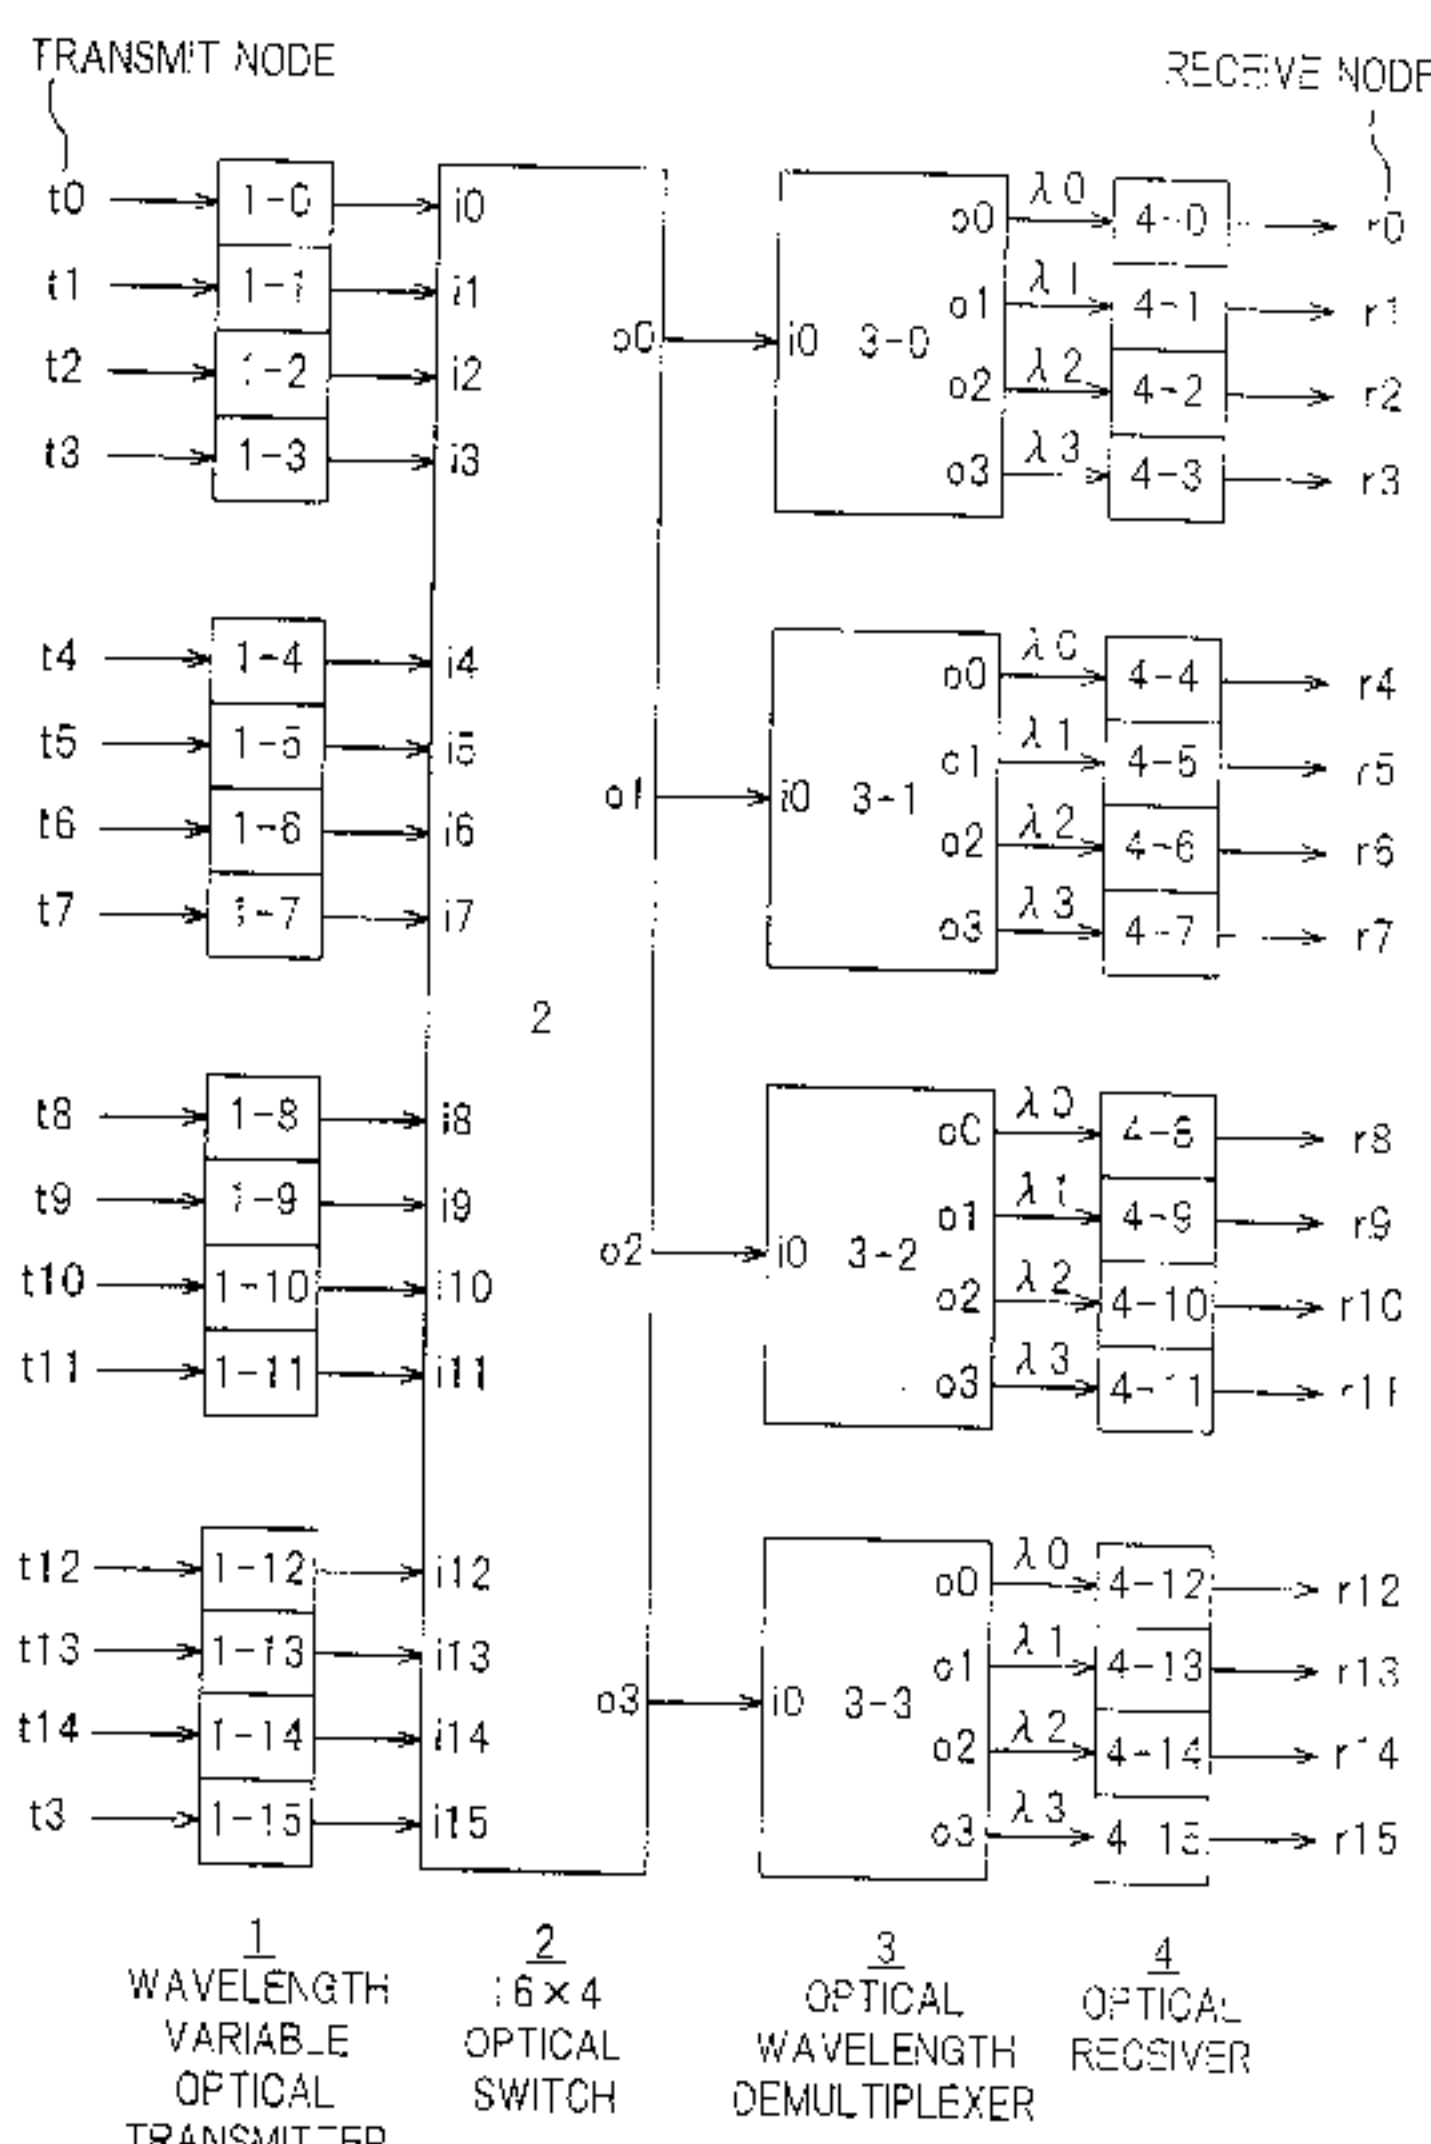 TRANSMIT NODE
RECEIVE NODE
t0 1-0 i0 o0 λ0 4-0 r0
t1 1-1 i1 o1 λ1 4-1 r1
o0 i0 3-0
t2 1-2 i2 o2 λ2 4-2 r2
t3 1-3 i3 o3 λ3 4-3 r3
t4 1-4 i4 o0 λ0 4-4 r4
t5 1-5 i5 o1 λ1 4-5 r5
o1 i0 3-1
t6 1-6 i6 o2 λ2 4-6 r6
t7 1-7 i7 o3 λ3 4-7 r7
2
t8 1-8 i8 o0 λ0 4-8 r8
t9 1-9 i9 o1 λ1 4-9 r9
o2 i0 3-2
t10 1-10 i10 o2 λ2 4-10 r10
t11 1-11 i11 o3 λ3 4-11 r11
t12 1-12 i12 o0 λ0 4-12 r12
t13 1-13 i13 o1 λ1 4-13 r13
o3 i0 3-3
t14 1-14 i14 o2 λ2 4-14 r14
t3 1-15 i15 o3 λ3 4-15 r15
1
WAVELENGTH
VARIABLE
OPTICAL
TRANSMITTER
2
16×4
OPTICAL
SWITCH
3
OPTICAL
WAVELENGTH
DEMULTIPLEXER
4
OPTICAL
RECEIVER